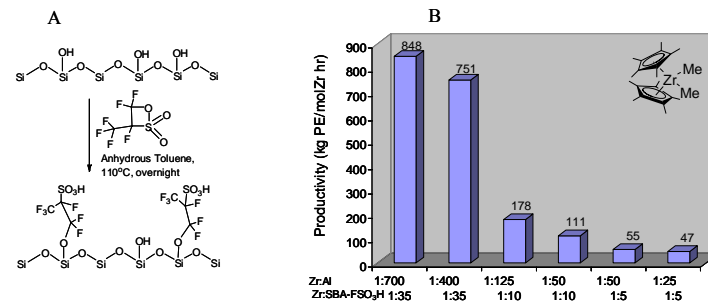 A
OH OH OH
Si O Si O Si O Si O Si O Si
F
F O
F F S O
F F O
Anhydrous Toluene,
110°C, overnight
SO3H SO3H
F3C F F3C F
F F
F F
O OH O
Si O Si O Si O Si O Si O Si
B
Productivity (kg PE/molZr hr)
900
800
700
600
500
400
300
200
100
0
848
751
178
111
55
47
Zr
Me
Me
Zr:Al 1:700 1:400 1:125 1:50 1:50 1:25
Zr:SBA-FSO3H 1:35 1:35 1:10 1:10 1:5 1:5